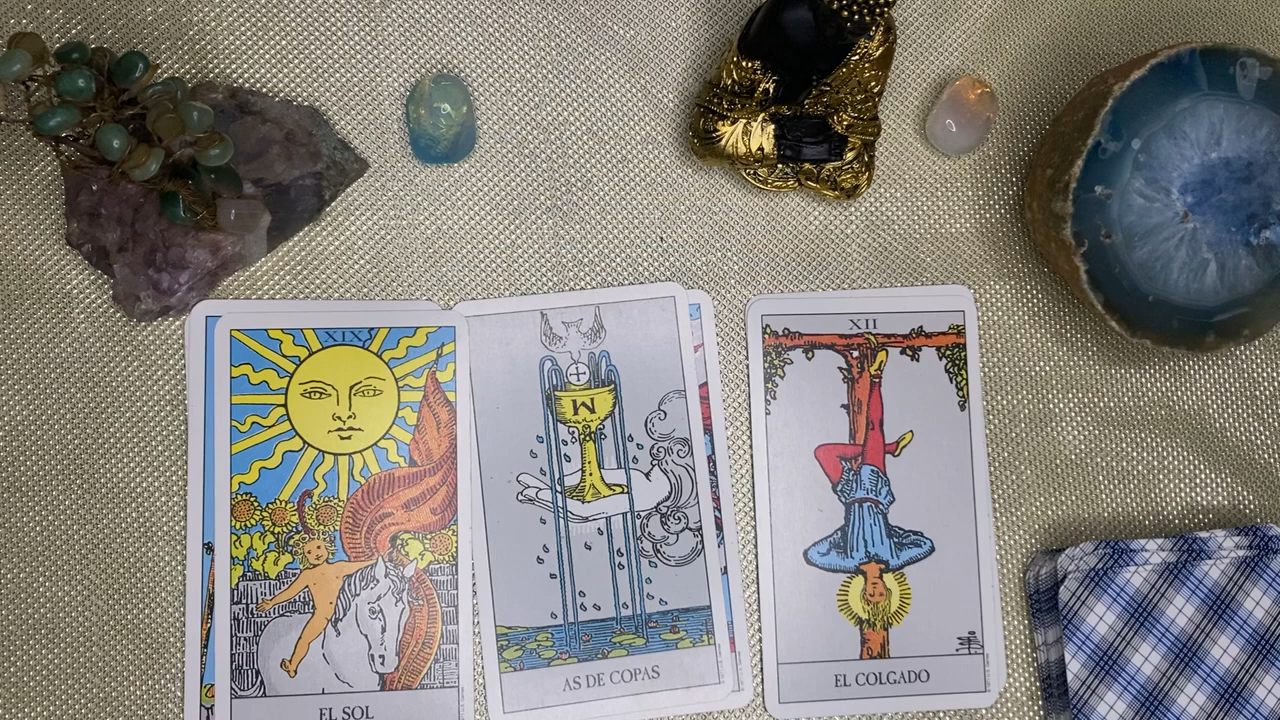 XIX
EL SOL
AS DE COPAS
XII
EL COLGADO